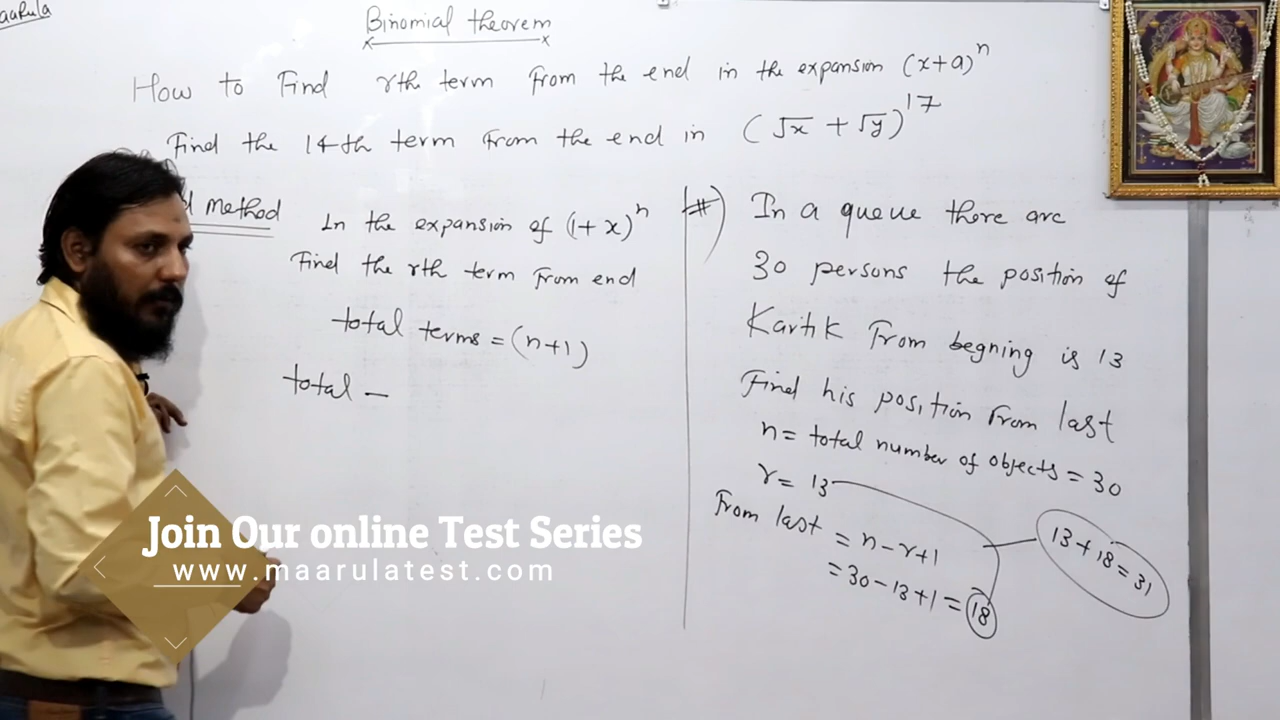 aarula
Binomial theorem
How to Find rth term From the end in the expansion (x+a)^n
Find the 14th term From the end in (√x + √y)^17
Method
In the expansion of (1+x)^n
Find the rth term From end
total terms = (n+1)
total –
#) In a queue there are
30 persons the position of
Kartik From begning is 13
Find his position From last
n = total number of objects = 30
r = 13
From last = n-r+1
= 30-13+1 = 18
13+18=31
Join Our online Test Series
www.maarulatest.com